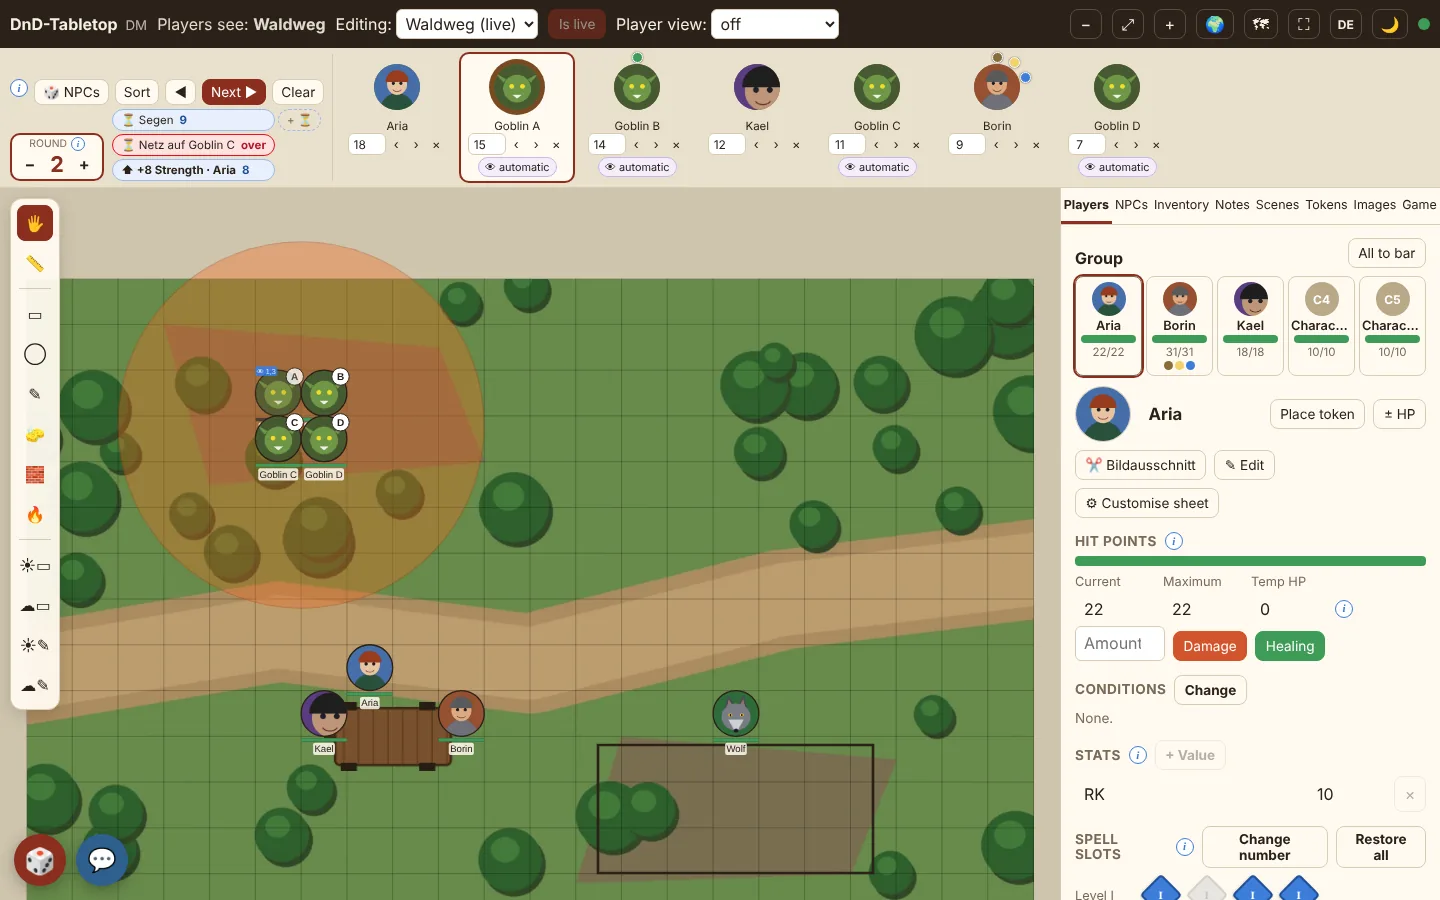 DnD-Tabletop DM Players see: Waldweg Editing: Waldweg (live) Is live Player view: off − + DE
i NPCs Sort ◀ Next ▶ Clear
Segen 9 +
ROUND i
− 2 +
Netz auf Goblin C over
+8 Strength · Aria 8
Aria
18 ‹ › ×
Goblin A
15 ‹ › ×
automatic
Goblin B
14 ‹ › ×
automatic
Kael
12 ‹ › ×
Goblin C
11 ‹ › ×
automatic
Borin
9 ‹ › ×
Goblin D
7 ‹ › ×
automatic
1,3
A
B
C
D
Goblin C Goblin D
Aria
Kael
Borin
Wolf
Players NPCs Inventory Notes Scenes Tokens Images Game
Group All to bar
Aria
22/22
Borin
31/31
Kael
18/18
C4
Charac...
10/10
C5
Charac...
10/10
Aria Place token ± HP
Bildausschnitt ✎ Edit
Customise sheet
HIT POINTS i
Current Maximum Temp HP
22 22 0 i
Amount Damage Healing
CONDITIONS Change
None.
STATS i + Value
RK 10 ×
SPELL SLOTS i Change number Restore all
Level I I I I I